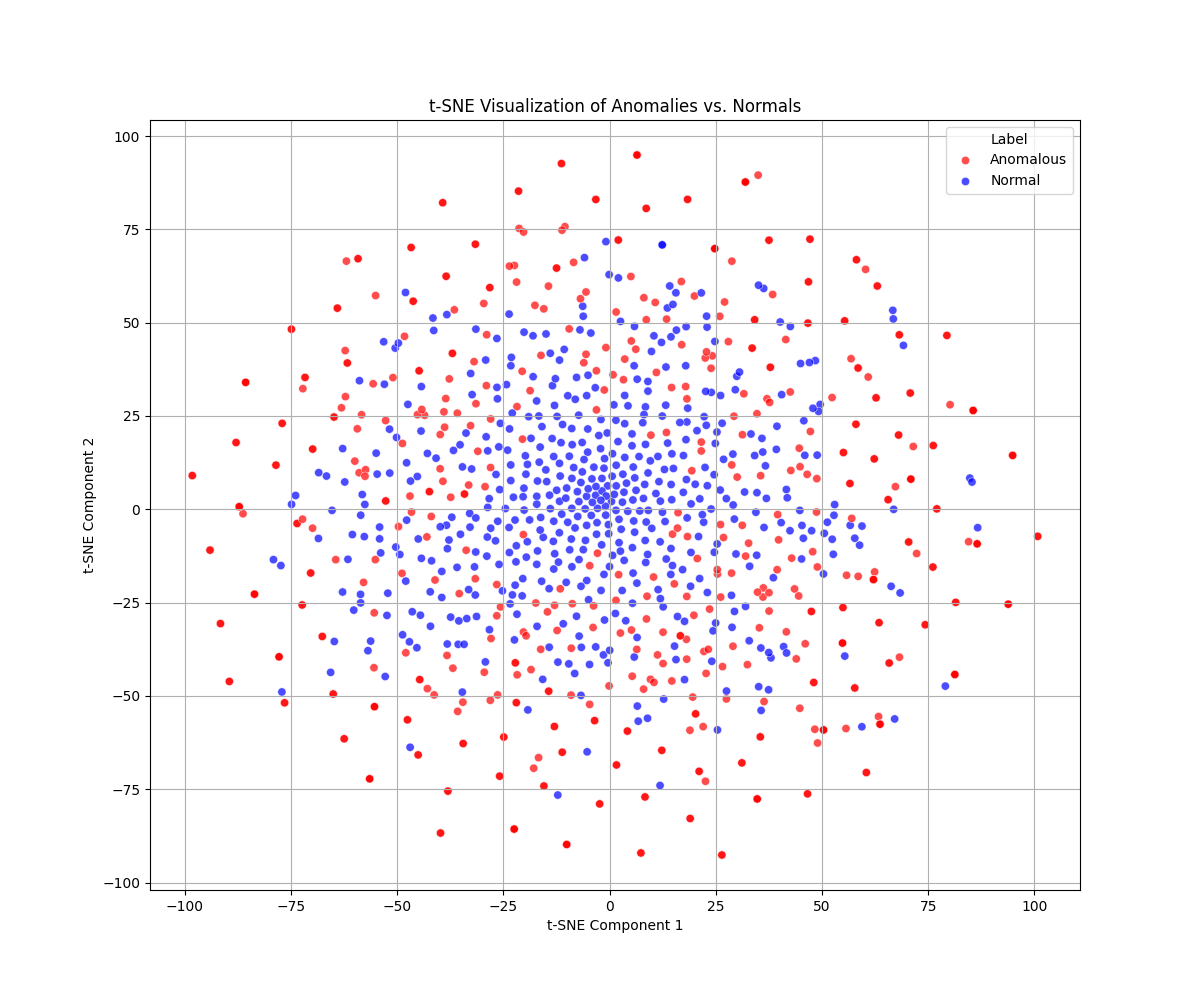 t-SNE Visualization of Anomalies vs. Normals
Label
Anomalous
Normal
100
75
50
25
0
−25
−50
−75
−100
t-SNE Component 2
−100 −75 −50 −25 0 25 50 75 100
t-SNE Component 1